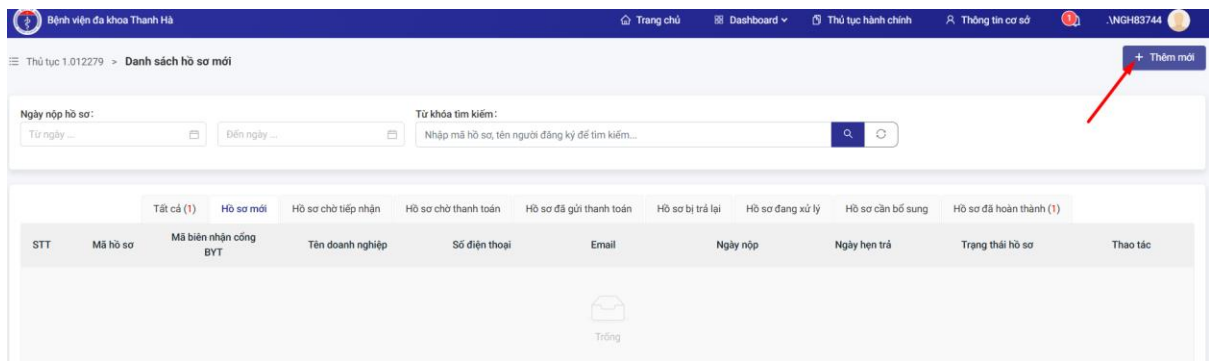 Bệnh viện đa khoa Thanh Hà Trang chủ Dashboard Thủ tục hành chính Thông tin cơ sở 1 .\NGH83744
Thủ tục 1.012279 > Danh sách hồ sơ mới + Thêm mới
Ngày nộp hồ sơ: Từ khóa tìm kiếm:
Từ ngày ... Đến ngày ... Nhập mã hồ sơ, tên người đăng ký để tìm kiếm...
Tất cả (1) Hồ sơ mới Hồ sơ chờ tiếp nhận Hồ sơ chờ thanh toán Hồ sơ đã gửi thanh toán Hồ sơ bị trả lại Hồ sơ đang xử lý Hồ sơ cần bổ sung Hồ sơ đã hoàn thành (1)
STT Mã hồ sơ Mã biên nhận cổng BYT Tên doanh nghiệp Số điện thoại Email Ngày nộp Ngày hẹn trả Trạng thái hồ sơ Thao tác
Trống